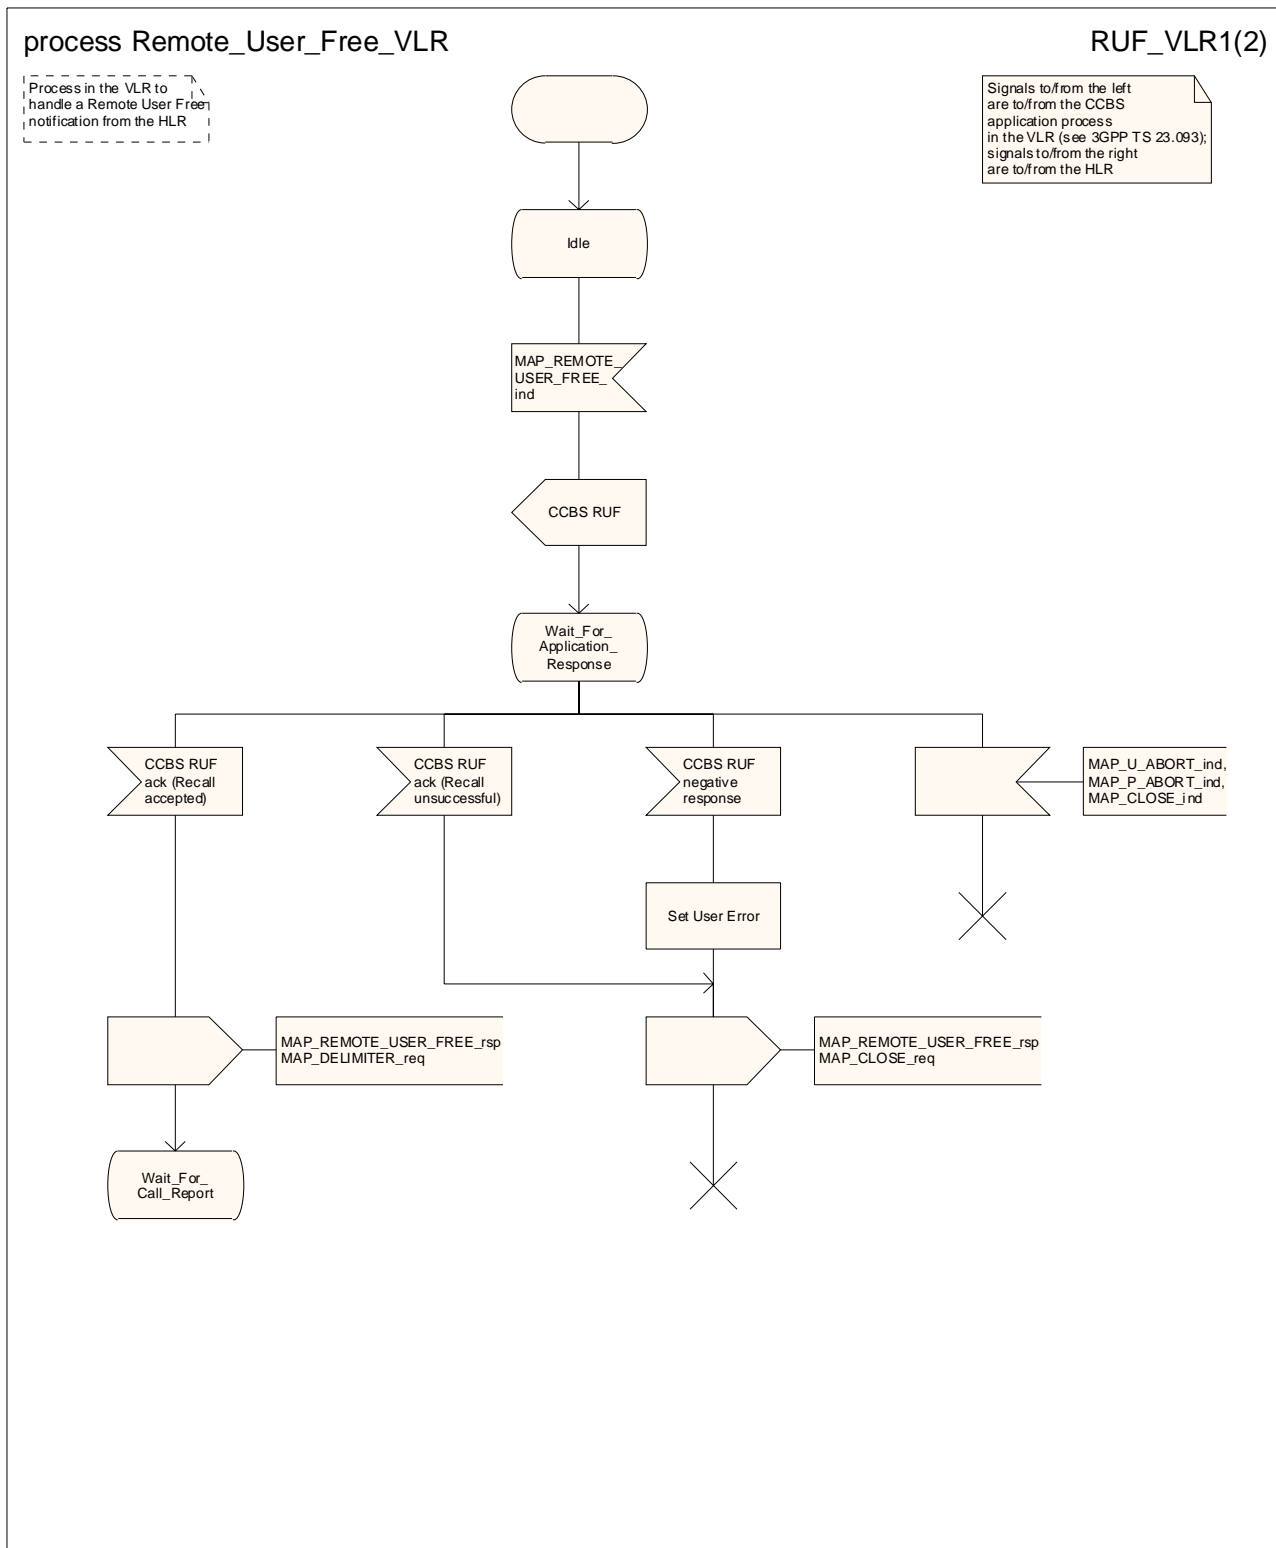 process Remote_User_Free_VLR
RUF_VLR1(2)
Process in the VLR to
handle a Remote User Free
notification from the HLR
Signals to/from the left
are to/from the CCBS
application process
in the VLR (see 3GPP TS 23.093);
signals to/from the right
are to/from the HLR
Idle
MAP_REMOTE_
USER_FREE_
ind
CCBS RUF
Wait_For_
Application_
Response
CCBS RUF
ack (Recall
accepted)
CCBS RUF
ack (Recall
unsuccessful)
CCBS RUF
negative
response
MAP_U_ABORT_ind,
MAP_P_ABORT_ind,
MAP_CLOSE_ind
Set User Error
MAP_REMOTE_USER_FREE_rsp
MAP_DELIMITER_req
MAP_REMOTE_USER_FREE_rsp
MAP_CLOSE_req
Wait_For_
Call_Report